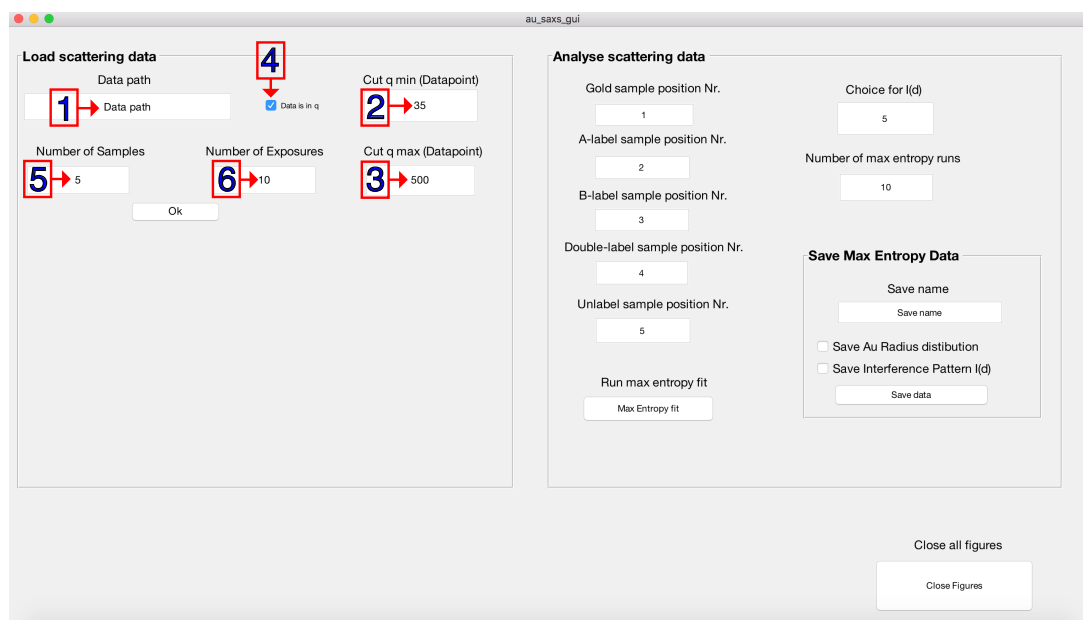 au_saxs_gui
Load scattering data
4
Data path
Cut q min (Datapoint)
1 Data path
Data is in q
2 35
Number of Samples
Number of Exposures
Cut q max (Datapoint)
5 5
6 10
3 500
Ok
Analyse scattering data
Gold sample position Nr.
1
A-label sample position Nr.
2
B-label sample position Nr.
3
Double-label sample position Nr.
4
Unlabel sample position Nr.
5
Run max entropy fit
Max Entropy fit
Choice for I(d)
5
Number of max entropy runs
10
Save Max Entropy Data
Save name
Save name
Save Au Radius distibution
Save Interference Pattern I(d)
Save data
Close all figures
Close Figures